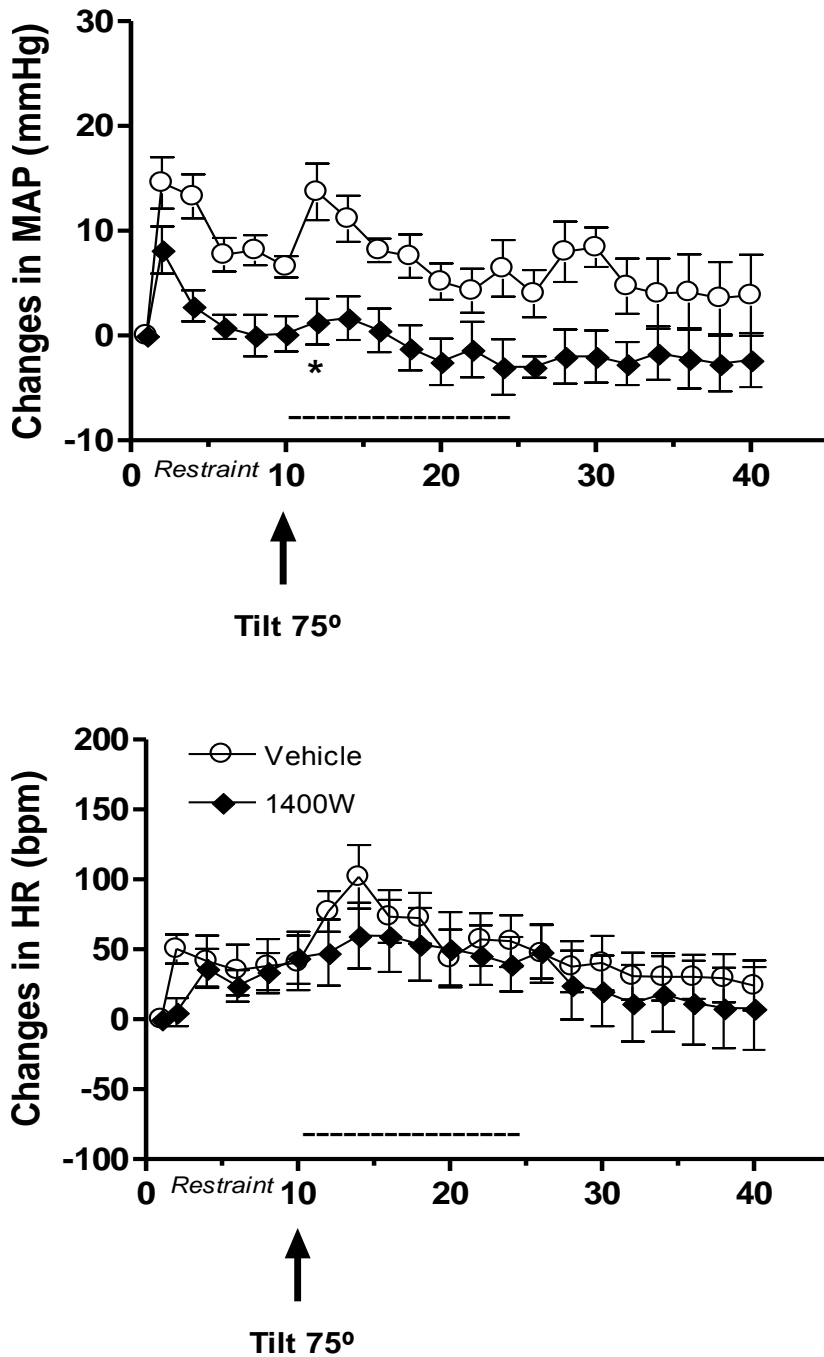 Changes in MAP (mmHg)
30
20
10
0
-10
*
0 Restraint 10 20 30 40
Tilt 75º
Changes in HR (bpm)
200
150
100
50
0
-50
-100
Vehicle
1400W
0 Restraint 10 20 30 40
Tilt 75º